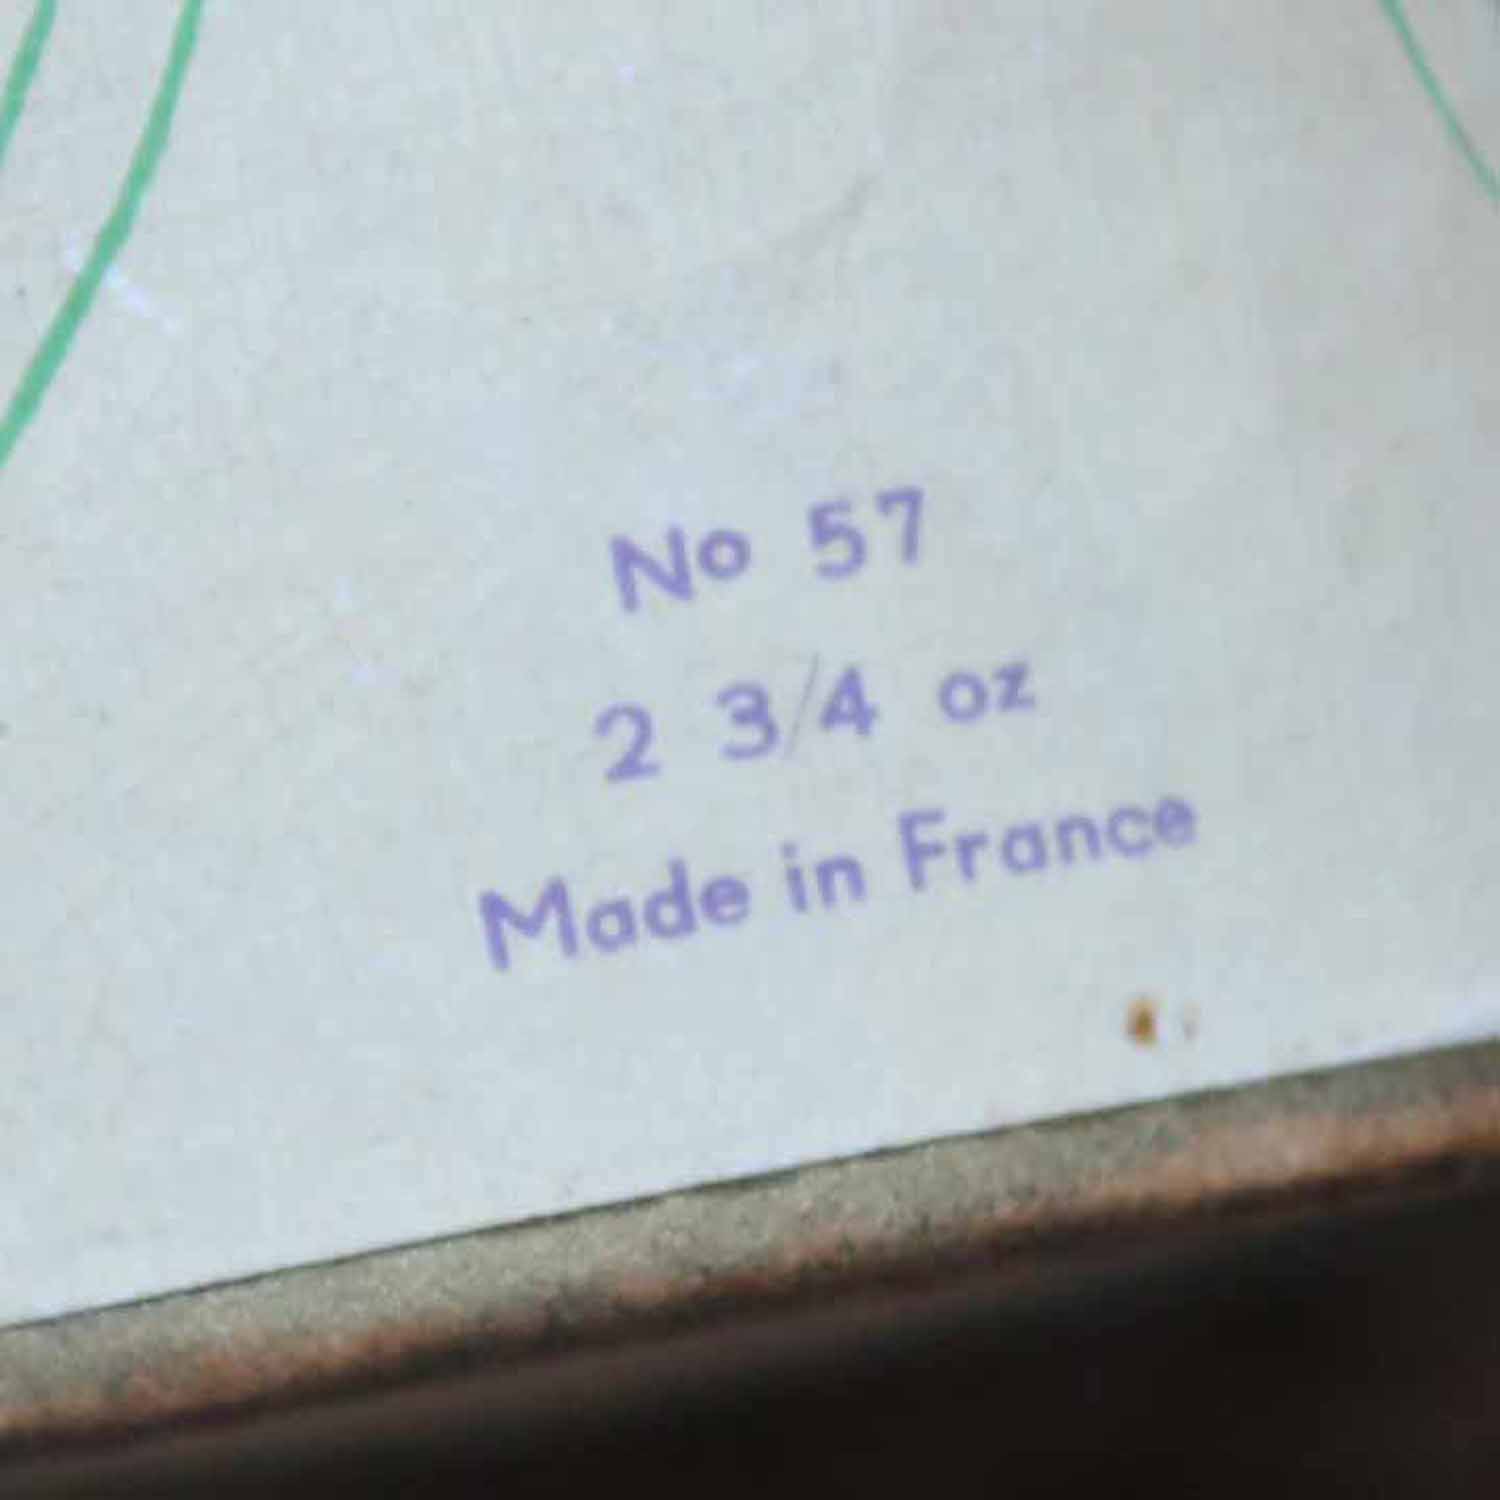 No 57
2 3/4 oz
Made in France